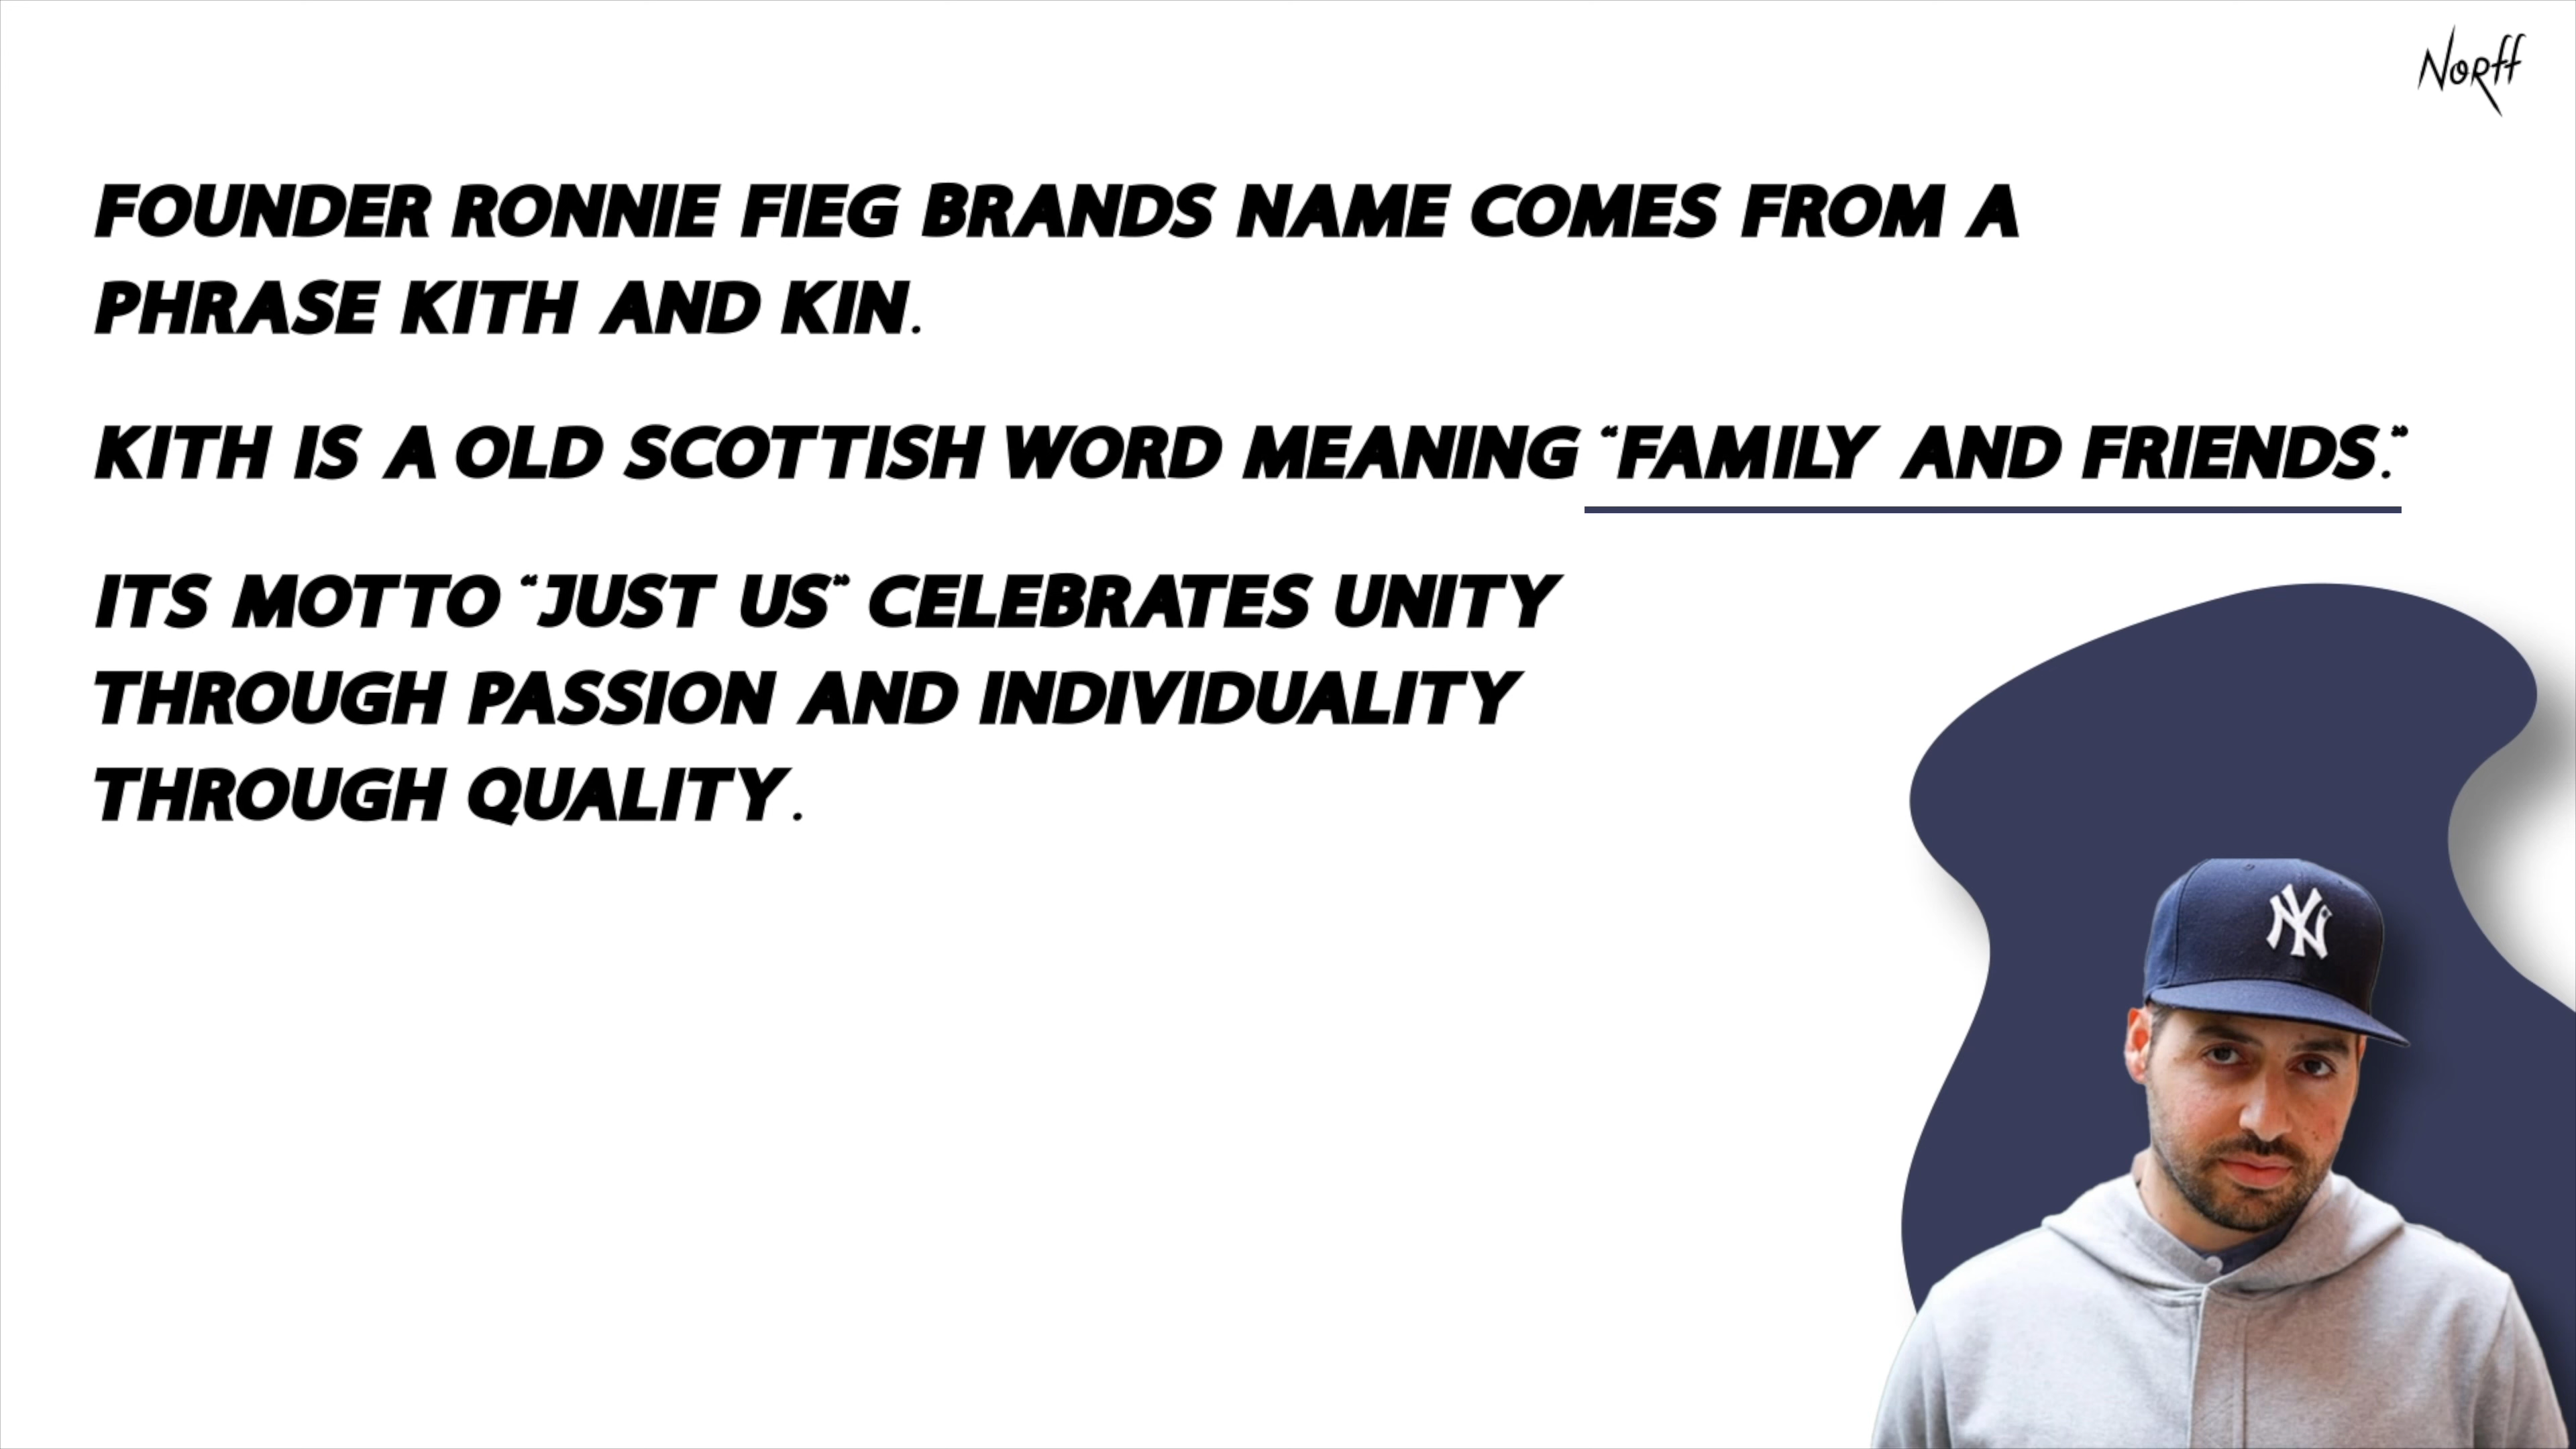 Norff
FOUNDER RONNIE FIEG BRANDS NAME COMES FROM A
PHRASE KITH AND KIN.
KITH IS A OLD SCOTTISH WORD MEANING “FAMILY AND FRIENDS.”
ITS MOTTO “JUST US” CELEBRATES UNITY
THROUGH PASSION AND INDIVIDUALITY
THROUGH QUALITY.
NY